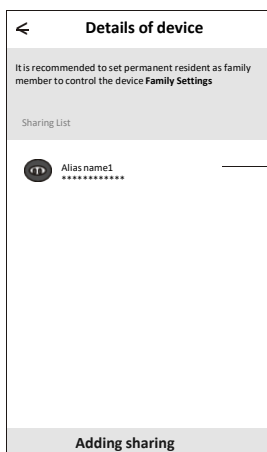 Details of device
It is recommended to set permanent resident as family
member to control the device Family Settings
Sharing List
Alias name1
************
Adding sharing